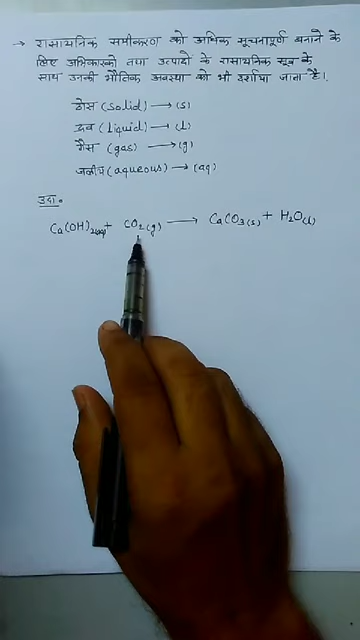 → रासायनिक समीकरण को अधिक सूचनापूर्ण बनाने के
लिए अभिकारको तथा उत्पादों के रासायनिक सूत्र के
साथ उनकी भौतिक अवस्था को भी दर्शाया जाता है।
ठोस (solid) → (s)
द्रव (liquid) → (l)
गैस (gas) → (g)
जलीय (aqueous) → (aq)
उदा०
Ca(OH)₂(aq) + CO₂(g) → CaCO₃(s) + H₂O(l)